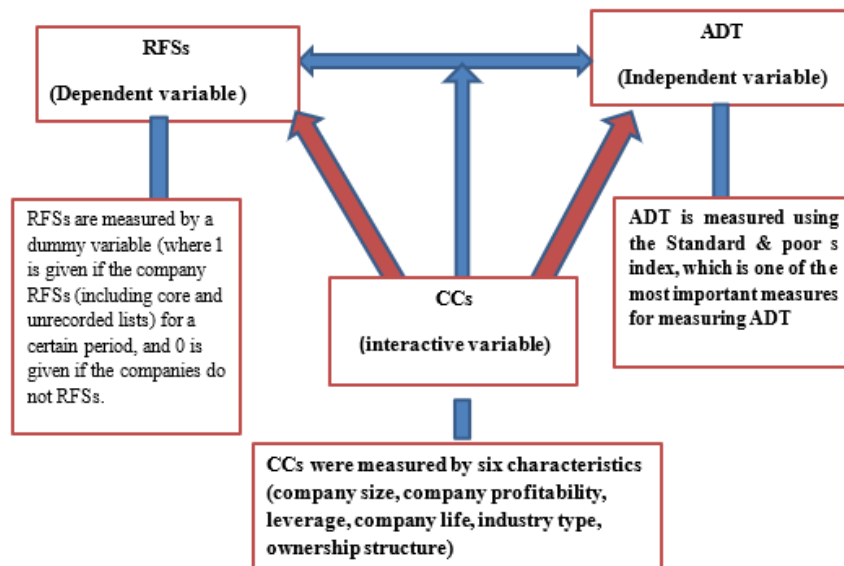 RFSs
(Dependent variable )
ADT
(Independent variable)
RFSs are measured by a
dummy variable (where 1
is given if the company
RFSs (including core and
unrecorded lists) for a
certain period, and 0 is
given if the companies do
not RFSs.
CCs
(interactive variable)
ADT is measured using
the Standard & poor s
index, which is one of the
most important measures
for measuring ADT
CCs were measured by six characteristics
(company size, company profitability,
leverage, company life, industry type,
ownership structure)